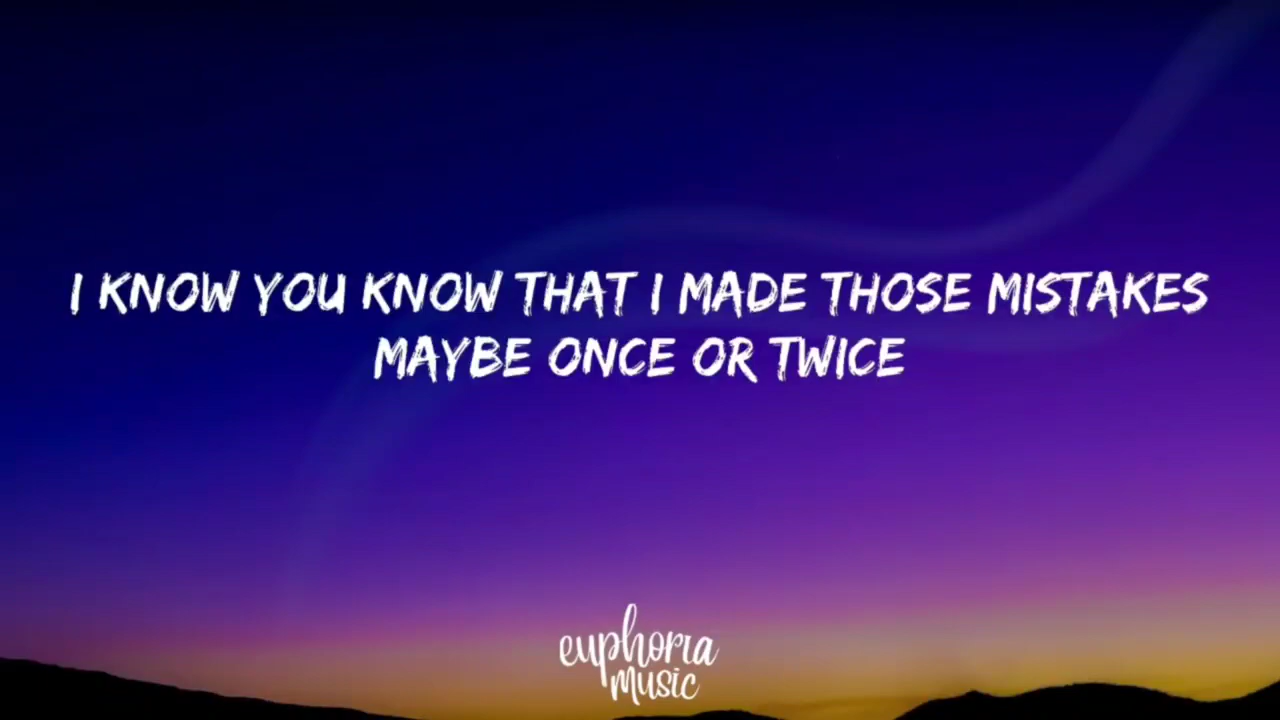 I KNOW YOU KNOW THAT I MADE THOSE MISTAKES
MAYBE ONCE OR TWICE
euphoria
music